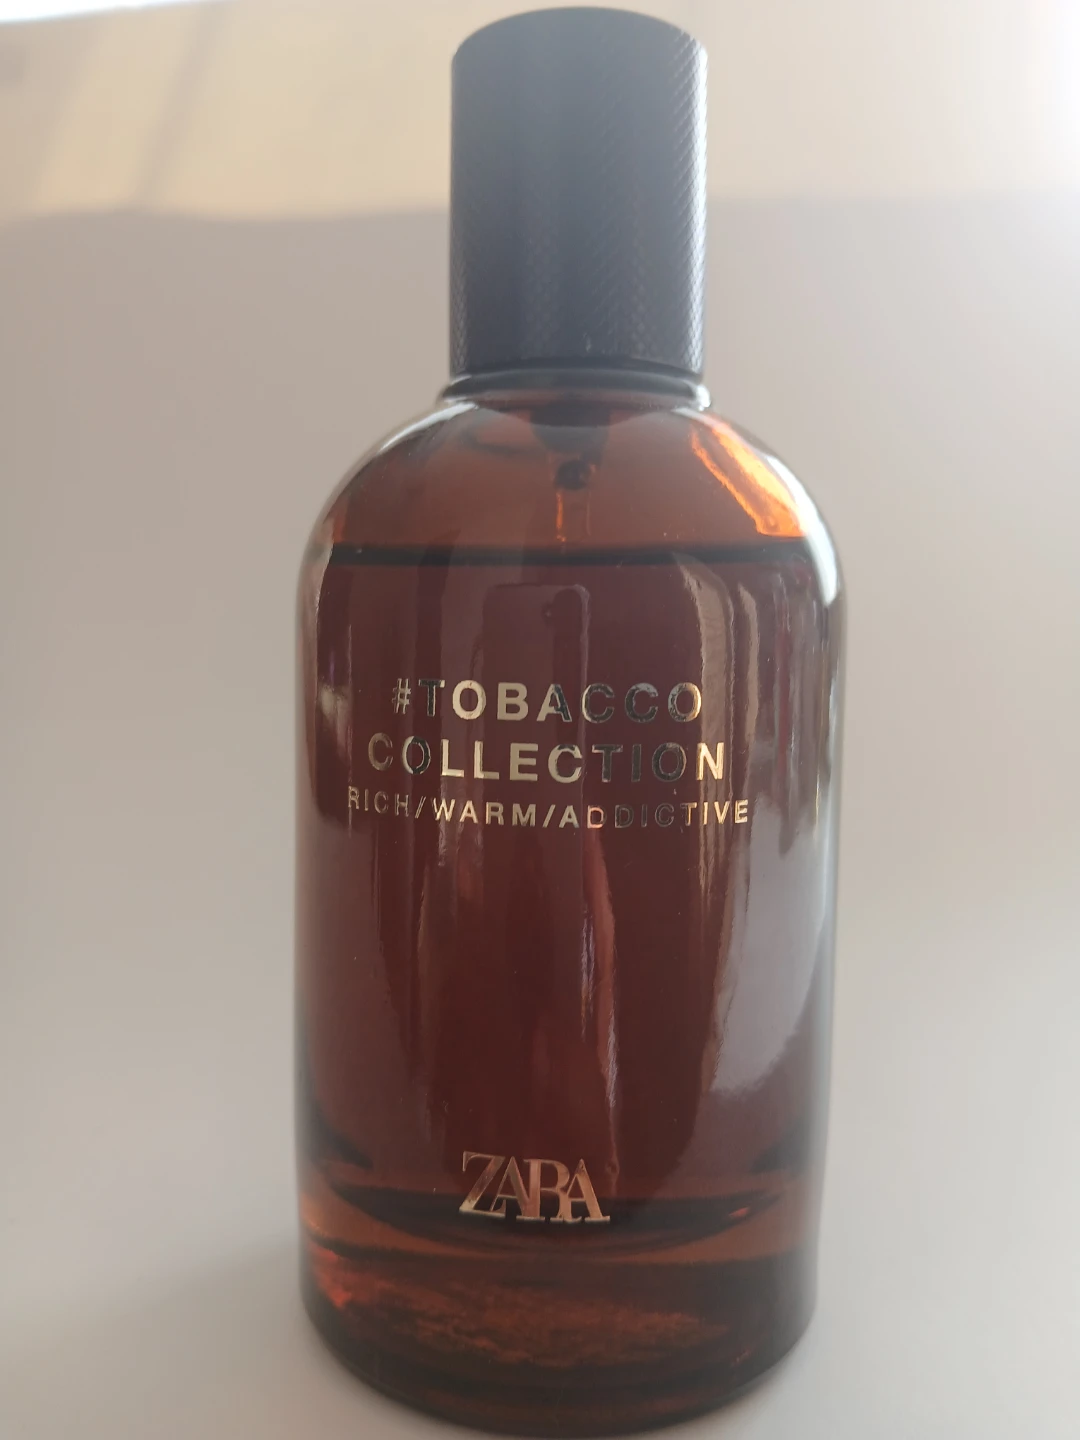 #TOBACCO
COLLECTION
RICH/WARM/ADDICTIVE
ZARA